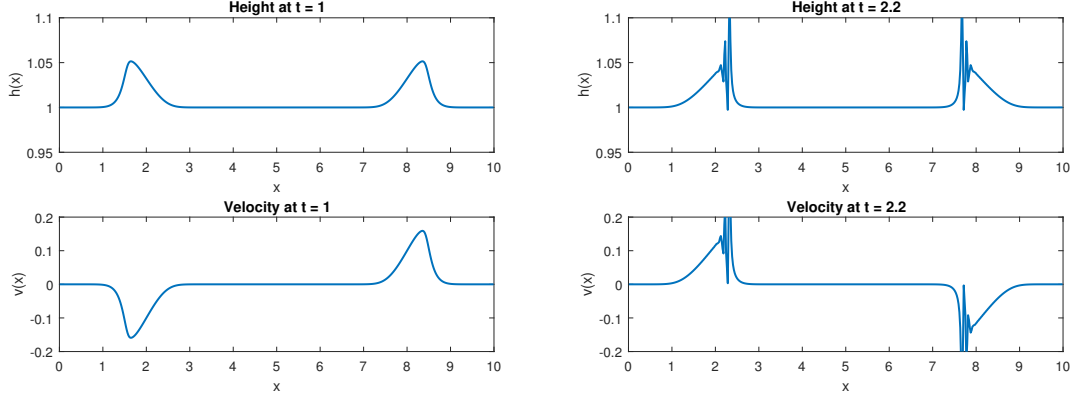 Height at t = 1
1.1
1.05
1
0.95
h(x)
0 1 2 3 4 5 6 7 8 9 10
x
Velocity at t = 1
0.2
0.1
0
-0.1
-0.2
v(x)
0 1 2 3 4 5 6 7 8 9 10
x
Height at t = 2.2
1.1
1.05
1
0.95
h(x)
0 1 2 3 4 5 6 7 8 9 10
x
Velocity at t = 2.2
0.2
0.1
0
-0.1
-0.2
v(x)
0 1 2 3 4 5 6 7 8 9 10
x